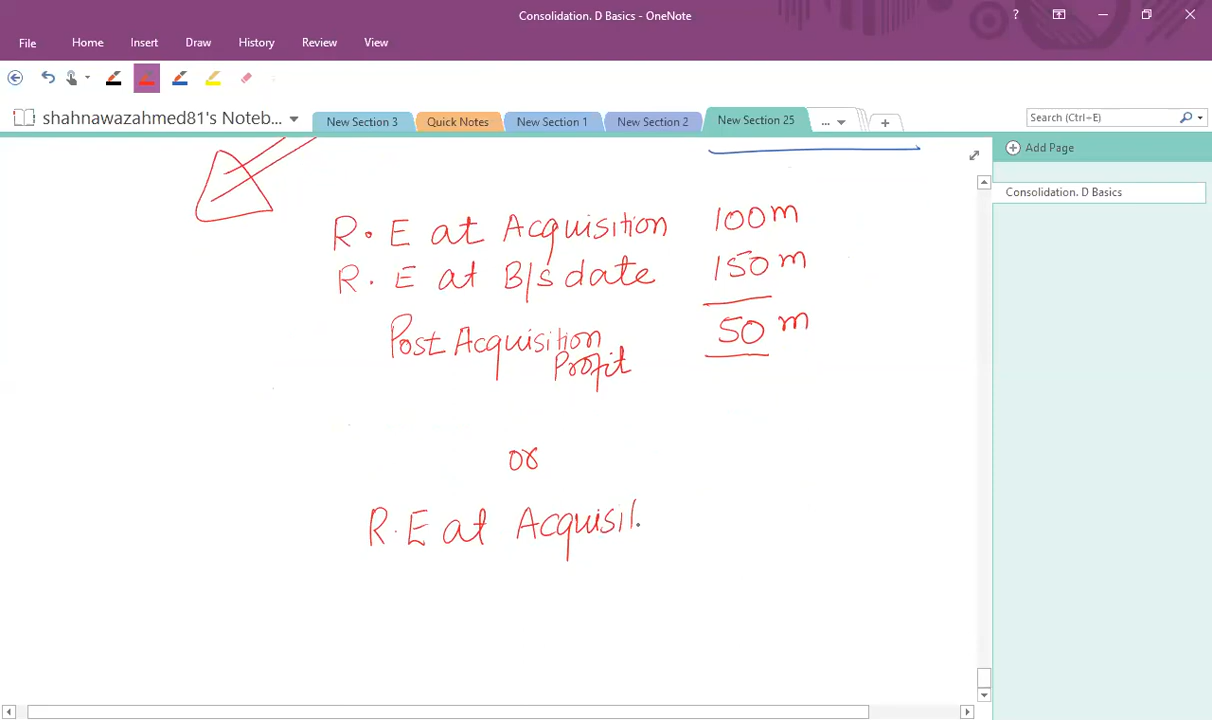 Consolidation. D Basics - OneNote
?
File Home Insert Draw History Review View
shahnawazahmed81's Noteb... New Section 3 Quick Notes New Section 1 New Section 2 New Section 25 ... + Search (Ctrl+E)
Add Page
Consolidation. D Basics
R. E at Acquisition 100m
R. E at B/s date 150m
50 m
Post Acquisition
Profit
or
R.E at Acquisit